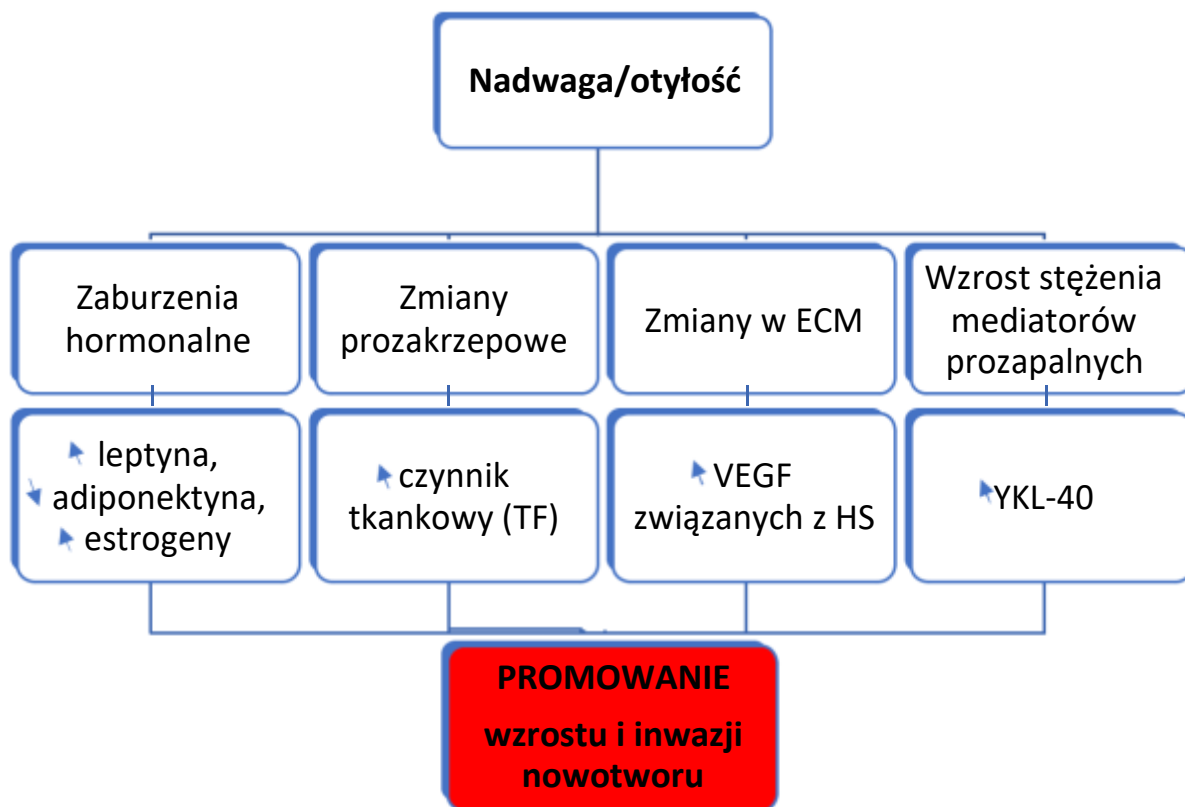 Nadwaga/otyłość
Zaburzenia
hormonalne
Zmiany
prozakrzepowe
Zmiany w ECM
Wzrost stężenia
mediatorów
prozapalnych
leptyna,
adiponektyna,
estrogeny
czynnik
tkankowy (TF)
VEGF
związanych z HS
YKL-40
PROMOWANIE
wzrostu i inwazji
nowotworu